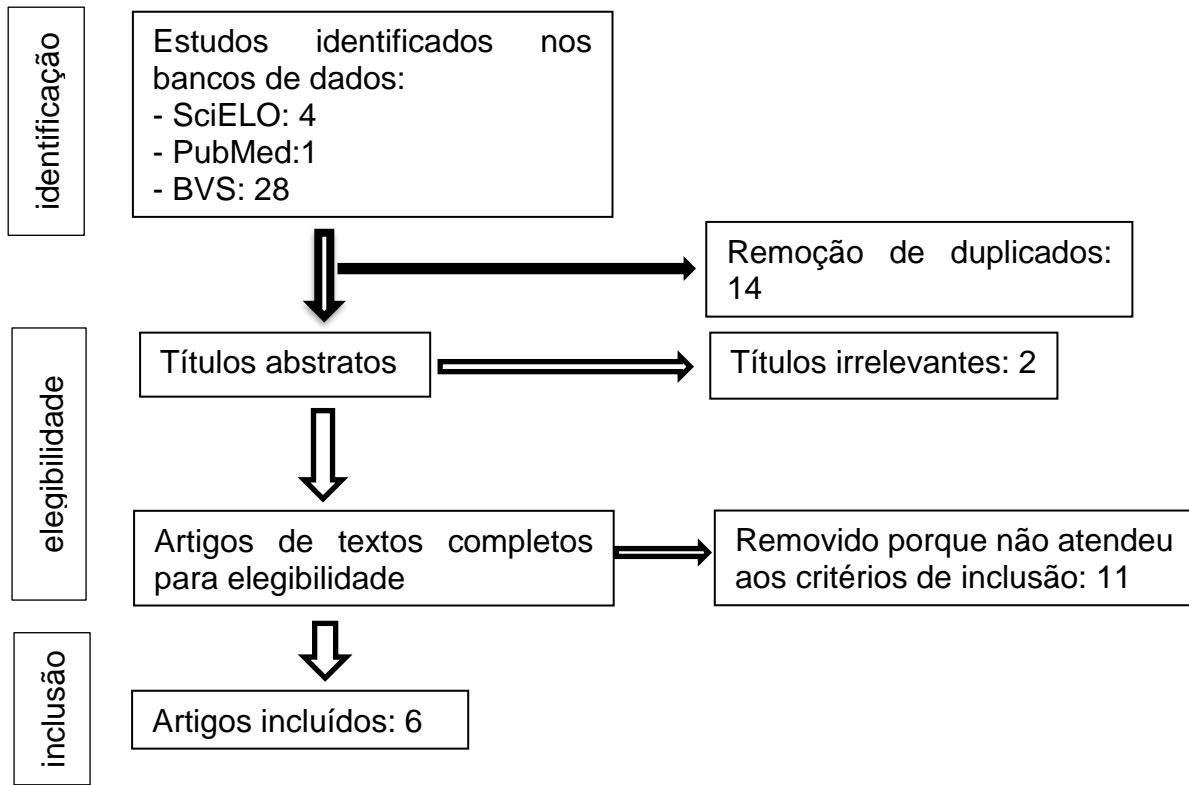 identificação
Estudos identificados nos
bancos de dados:
- SciELO: 4
- PubMed:1
- BVS: 28
Remoção de duplicados:
14
elegibilidade
Títulos abstratos
Títulos irrelevantes: 2
Artigos de textos completos
para elegibilidade
Removido porque não atendeu
aos critérios de inclusão: 11
inclusão
Artigos incluídos: 6